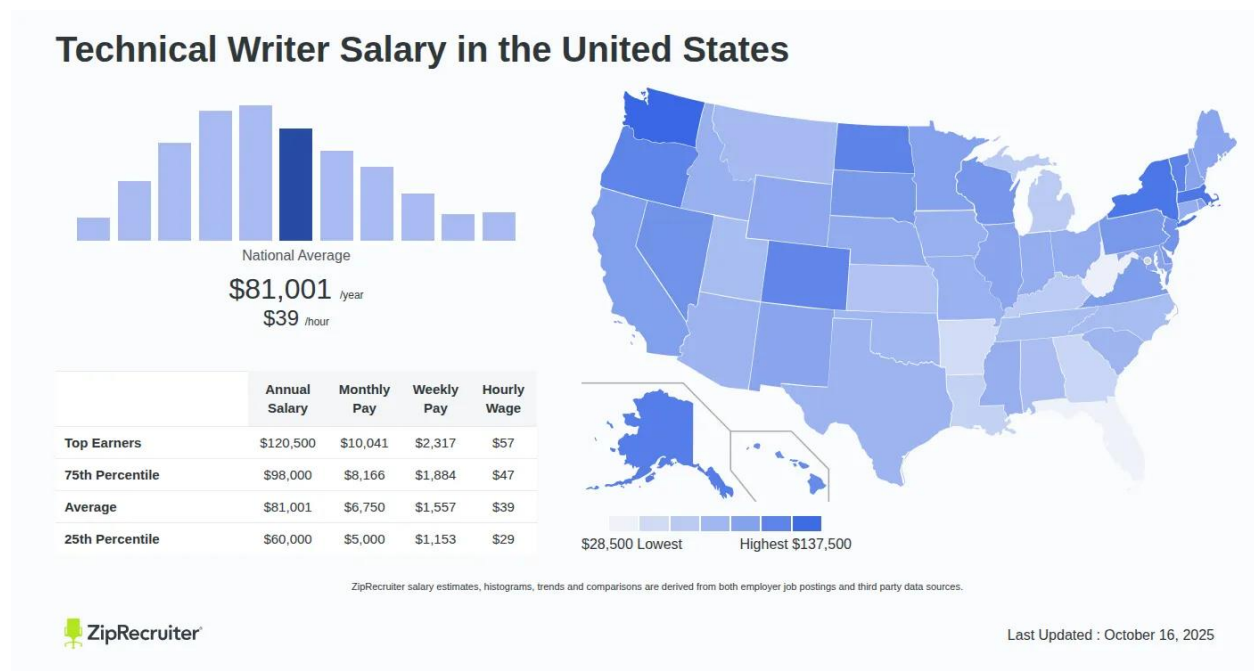 Technical Writer Salary in the United States
National Average
$81,001 /year
$39 /hour
Annual Salary Monthly Pay Weekly Pay Hourly Wage
Top Earners $120,500 $10,041 $2,317 $57
75th Percentile $98,000 $8,166 $1,884 $47
Average $81,001 $6,750 $1,557 $39
25th Percentile $60,000 $5,000 $1,153 $29
$28,500 Lowest Highest $137,500
ZipRecruiter salary estimates, histograms, trends and comparisons are derived from both employer job postings and third party data sources.
ZipRecruiter
Last Updated : October 16, 2025